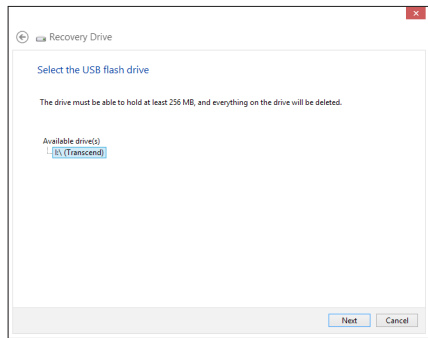 Recovery Drive
Select the USB flash drive
The drive must be able to hold at least 256 MB, and everything on the drive will be deleted.
Available drive(s)
I:\ (Transcend)
Next Cancel